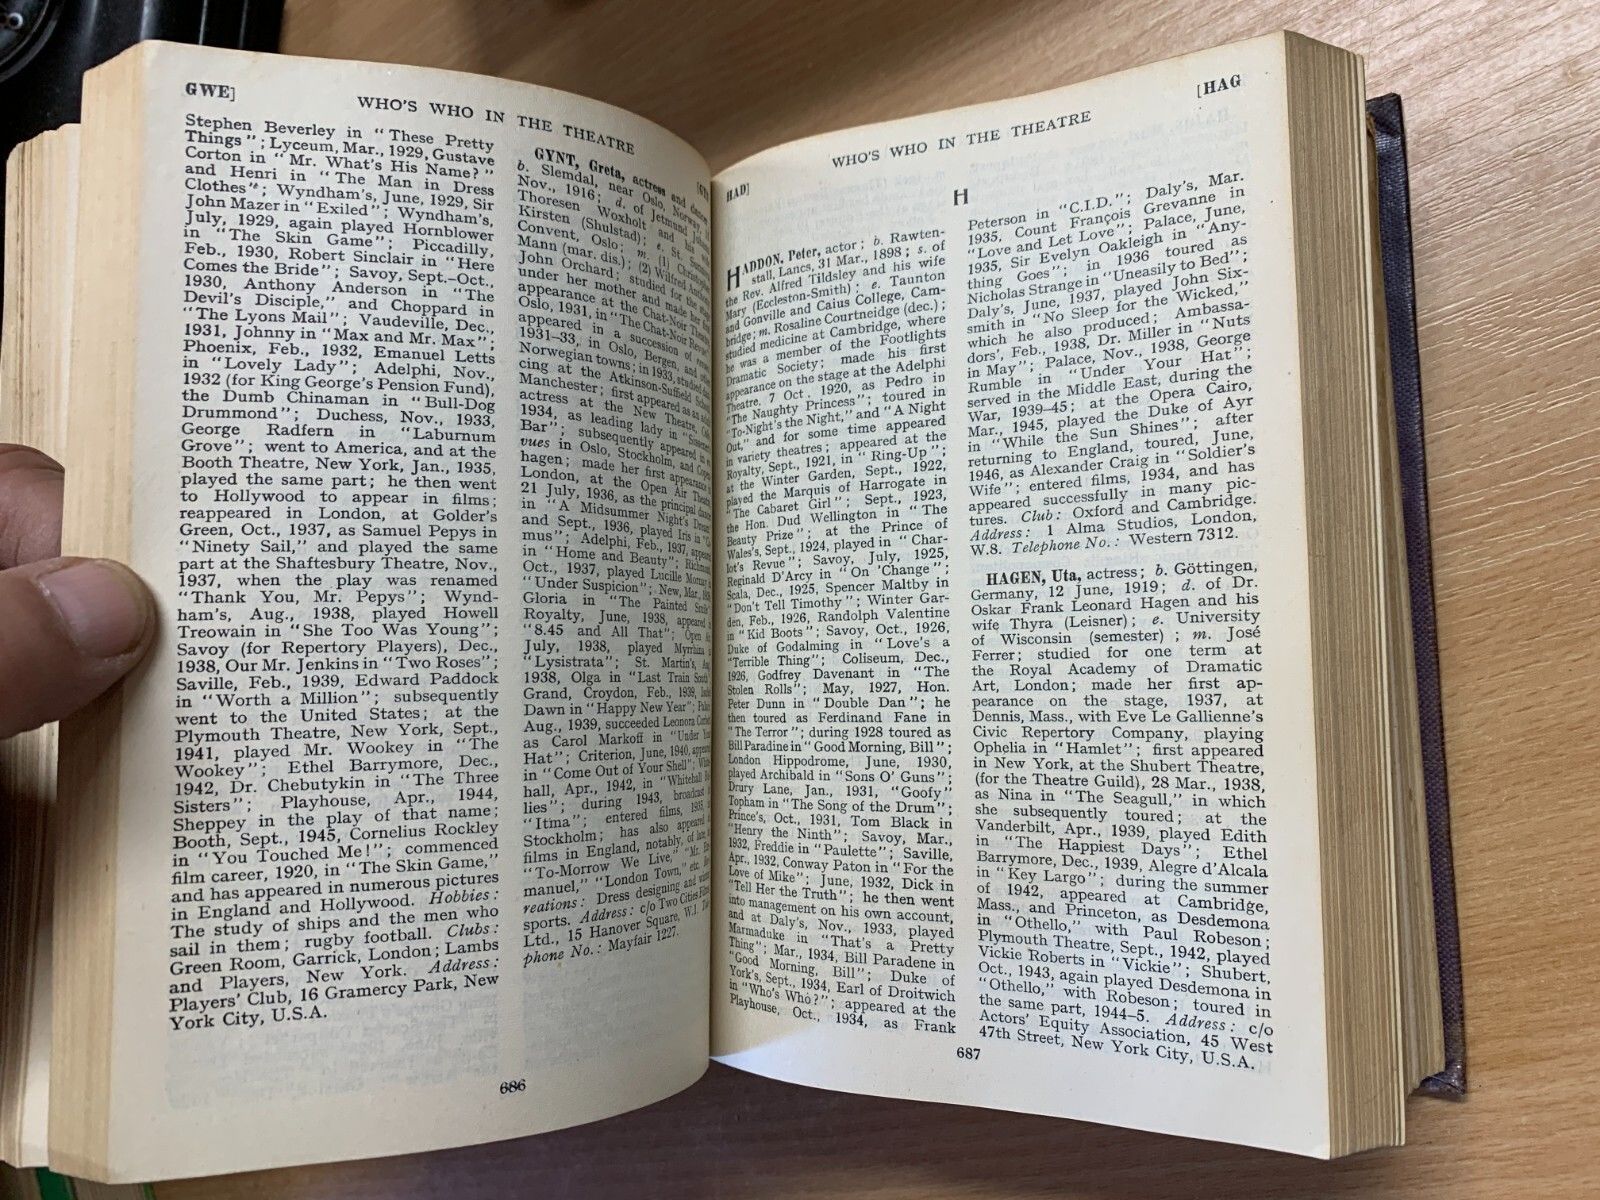 GWE]
WHO'S WHO IN THE THEATRE
Stephen Beverley in "These Pretty
Things"; Lyceum, Mar., 1929, Gustave
Corton in "Mr. What's His Name?"
and Henri in "The Man in Dress
Clothes"; Wyndham's, June, 1929, Sir
John Mazer in "Exiled"; Wyndham's,
July, 1929, again played Hornblower
in "The Skin Game"; Piccadilly,
Feb., 1930, Robert Sinclair in "Here
Comes the Bride"; Savoy, Sept.-Oct.,
1930, Anthony Anderson in "The
Devil's Disciple," and Choppard in
"The Lyons Mail"; Vaudeville, Dec.,
1931, Johnny in "Max and Mr. Max";
Phoenix, Feb., 1932, Emanuel Letts
in "Lovely Lady"; Adelphi, Nov.,
1932 (for King George's Pension Fund),
the Dumb Chinaman in "Bull-Dog
Drummond"; Duchess, Nov., 1933,
George Radfern in "Laburnum
Grove"; went to America, and at the
Booth Theatre, New York, Jan., 1935,
played the same part; he then went
to Hollywood to appear in films;
reappeared in London, at Golder's
Green, Oct., 1937, as Samuel Pepys in
"Ninety Sail," and played the same
part at the Shaftesbury Theatre, Nov.,
1937, when the play was renamed
"Thank You, Mr. Pepys"; Wynd-
ham's, Aug., 1938, played Howell
Treowain in "She Too Was Young";
Savoy (for Repertory Players), Dec.,
1938, Our Mr. Jenkins in "Two Roses";
Saville, Feb., 1939, Edward Paddock
in "Worth a Million"; subsequently
went to the United States; at the
Plymouth Theatre, New York, Sept.,
1941, played Mr. Wookey in "The
Wookey"; Ethel Barrymore, Dec.,
1942, Dr. Chebutykin in "The Three
Sisters"; Playhouse, Apr., 1944,
Sheppey in the play of that name;
Booth, Sept., 1945, Cornelius Rockley
in "You Touched Me!"; commenced
film career, 1920, in "The Skin Game,"
and has appeared in numerous pictures
in England and Hollywood. Hobbies:
The study of ships and the men who
sail in them; rugby football. Clubs:
Green Room, Garrick, London; Lambs
and Players, New York. Address:
Players' Club, 16 Gramercy Park, New
York City, U.S.A.
GYNT, Greta, actress and
b. Slemdal, near Oslo, Norway,
Nov., 1916; d. of Jetmund
Thoresen Woxholt and his wife
Kirsten (Shulstad); e. St.
Convent, Oslo; m. (1)
Mann (mar. dis.); (2) Wilfred
John Orchard; studied for the
under her mother and made her
appearance at the Chat-Noir
Oslo, 1931, in "The Chat-Noir
appeared in a succession of
1931-33, in Oslo, Bergen, and
Norwegian towns; in 1933, studied
cing at the Atkinson-Suffield
Manchester; first appeared as an
actress at the New Theatre,
1934, as leading lady in
Bar"; subsequently appeared in
vues in Oslo, Stockholm, and
hagen; made her first appearance
London, at the Open Air
21 July, 1936, as the principal
in "A Midsummer Night's
and Sept., 1936, played Iris in
mus"; Adelphi, Feb., 1937,
in "Home and Beauty";
Oct., 1937, played Lucille
"Under Suspicion"; New, Mar.,
Gloria in "The Painted Smile"
Royalty, June, 1938, appeared
"8.45 and All That"; Open
July, 1938, played Myrrhina
"Lysistrata"; St. Martin's,
1938, Olga in "Last Train South"
Grand, Croydon, Feb., 1939,
Dawn in "Happy New Year";
Aug., 1939, succeeded Leonora
as Carol Markoff in "Under Your
Hat"; Criterion, June, 1940,
in "Come Out of Your Shell";
hall, Apr., 1942, in "Whitehall
lies"; during 1943, broadcast
"Itma"; entered films, 1935,
Stockholm; has also appeared
films in England, notably, of late,
"To-Morrow We Live," "Mr.
manuel," "London Town," etc.
reations: Dress designing and
sports. Address: c/o Two Cities
Ltd., 15 Hanover Square, W.1.
phone No.: Mayfair 1227.
686
HAD]
WHO'S WHO IN THE THEATRE
[HAG
H
HADDON, Peter, actor; b. Rawten-
stall, Lancs, 31 Mar., 1898; s. of
the Rev. Alfred Tildsley and his wife
Mary (Eccleston-Smith); e. Taunton
and Gonville and Caius College, Cam-
bridge; m. Rosaline Courtneidge (dec.);
studied medicine at Cambridge, where
he was a member of the Footlights
Dramatic Society; made his first
appearance on the stage at the Adelphi
Theatre, 7 Oct. 1920, as Pedro in
"The Naughty Princess"; toured in
"To-Night's the Night," and "A Night
Out," and for some time appeared
in variety theatres; appeared at the
Royalty, Sept., 1921, in "Ring-Up";
at the Winter Garden, Sept., 1922,
played the Marquis of Harrogate in
"The Cabaret Girl"; Sept., 1923,
the Hon. Dud Wellington in "The
Beauty Prize"; at the Prince of
Wales's, Sept., 1924, played in "Char-
lot's Revue"; Savoy, July, 1925,
Reginald D'Arcy in "On 'Change";
Scala, Dec., 1925, Spencer Maltby in
"Don't Tell Timothy"; Winter Gar-
den, Feb., 1926, Randolph Valentine
in "Kid Boots"; Savoy, Oct., 1926,
Duke of Godalming in "Love's a
Terrible Thing"; Coliseum, Dec.,
1926, Godfrey Davenant in "The
Stolen Rolls"; May, 1927, Hon.
Peter Dunn in "Double Dan"; he
then toured as Ferdinand Fane in
"The Terror"; during 1928 toured as
Bill Paradine in "Good Morning, Bill";
London Hippodrome, June, 1930,
played Archibald in "Sons O' Guns";
Drury Lane, Jan., 1931, "Goofy"
Topham in "The Song of the Drum";
Prince's, Oct., 1931, Tom Black in
"Henry the Ninth"; Savoy, Mar.,
1932, Freddie in "Paulette"; Saville,
Apr., 1932, Conway Paton in "For the
Love of Mike"; June, 1932, Dick in
"Tell Her the Truth"; he then went
into management on his own account,
and at Daly's, Nov., 1933, played
Marmaduke in "That's a Pretty
Thing"; Mar., 1934, Bill Paradene in
"Good Morning, Bill"; Duke of
York's, Sept., 1934, Earl of Droitwich
in "Who's Who?"; appeared at the
Playhouse, Oct., 1934, as Frank
Peterson in "C.I.D."; Daly's, Mar.
1935, Count François Grevanne in
"Love and Let Love"; Palace, June,
1935, Sir Evelyn Oakleigh in "Any-
thing Goes"; in 1936 toured as
Nicholas Strange in "Uneasily to Bed";
Daly's, June, 1937, played John Six-
smith in "No Sleep for the Wicked,"
which he also produced; Ambassa-
dors', Feb., 1938, Dr. Miller in "Nuts
in May"; Palace, Nov., 1938, George
Rumble in "Under Your Hat";
served in the Middle East, during the
War, 1939-45; at the Opera Cairo,
Mar., 1945, played the Duke of Ayr
in "While the Sun Shines"; after
returning to England, toured, June,
1946, as Alexander Craig in "Soldier's
Wife"; entered films, 1934, and has
appeared successfully in many pic-
tures. Club: Oxford and Cambridge.
Address: 1 Alma Studios, London,
W.8. Telephone No.: Western 7312.
HAGEN, Uta, actress; b. Göttingen,
Germany, 12 June, 1919; d. of Dr.
Oskar Frank Leonard Hagen and his
wife Thyra (Leisner); e. University
of Wisconsin (semester); m. José
Ferrer; studied for one term at
the Royal Academy of Dramatic
Art, London; made her first ap-
pearance on the stage, 1937, at
Dennis, Mass., with Eve Le Gallienne's
Civic Repertory Company, playing
Ophelia in "Hamlet"; first appeared
in New York, at the Shubert Theatre,
(for the Theatre Guild), 28 Mar., 1938,
as Nina in "The Seagull," in which
she subsequently toured; at the
Vanderbilt, Apr., 1939, played Edith
in "The Happiest Days"; Ethel
Barrymore, Dec., 1939, Alegre d'Alcala
in "Key Largo"; during the summer
of 1942, appeared at Cambridge,
Mass., and Princeton, as Desdemona
in "Othello," with Paul Robeson;
Plymouth Theatre, Sept., 1942, played
Vickie Roberts in "Vickie"; Shubert,
Oct., 1943, again played Desdemona in
"Othello," with Robeson; toured in
the same part, 1944-5. Address: c/o
Actors' Equity Association, 45 West
47th Street, New York City, U.S.A.
687